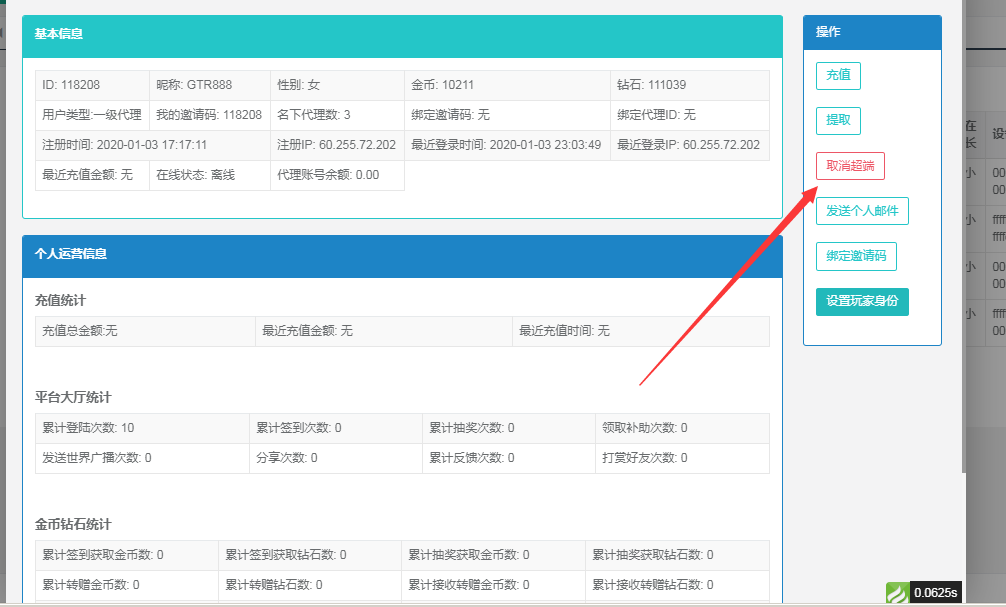 基本信息
ID: 118208 昵称: GTR888 性别: 女 金币: 10211 钻石: 111039
用户类型:一级代理 我的邀请码: 118208 名下代理数: 3 绑定邀请码: 无 绑定代理ID: 无
注册时间: 2020-01-03 17:17:11 注册IP: 60.255.72.202 最近登录时间: 2020-01-03 23:03:49 最近登录IP: 60.255.72.202
最近充值金额: 无 在线状态: 离线 代理账号余额: 0.00
个人运营信息
充值统计
充值总金额:无 最近充值金额: 无 最近充值时间: 无
平台大厅统计
累计登陆次数: 10 累计签到次数: 0 累计抽奖次数: 0 领取补助次数: 0
发送世界广播次数: 0 分享次数: 0 累计反馈次数: 0 打赏好友次数: 0
金币钻石统计
累计签到获取金币数: 0 累计签到获取钻石数: 0 累计抽奖获取金币数: 0 累计抽奖获取钻石数: 0
累计转赠金币数: 0 累计转赠钻石数: 0 累计接收转赠金币数: 0 累计接收转赠钻石数: 0
操作
充值
提取
取消超端
发送个人邮件
绑定邀请码
设置玩家身份
在 设
长
小 00
00
小 ffff
ffff
小 00
00
小 ffff
00
0.0625s